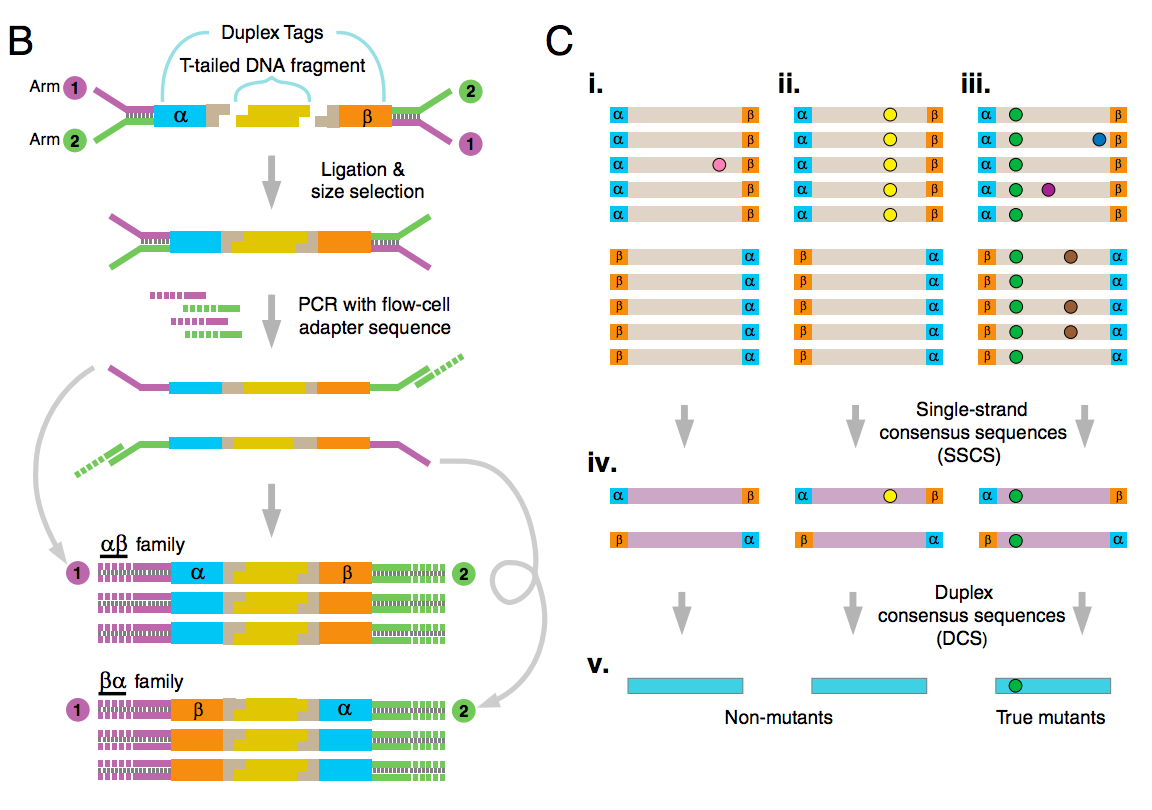 B
Duplex Tags
T-tailed DNA fragment
Arm 1
2
α
β
Arm 2
1
Ligation &
size selection
PCR with flow-cell
adapter sequence
αβ family
1
α
β
2
βα family
1
β
α
2
C
i.
ii.
iii.
α β α β α β
α β α β α β
α β α β α β
α β α β α β
α β α β α β
β α β α β α
β α β α β α
β α β α β α
β α β α β α
β α β α β α
Single-strand
consensus sequences
(SSCS)
iv.
α β α β α β
β α β α β α
Duplex
consensus sequences
(DCS)
v.
Non-mutants
True mutants